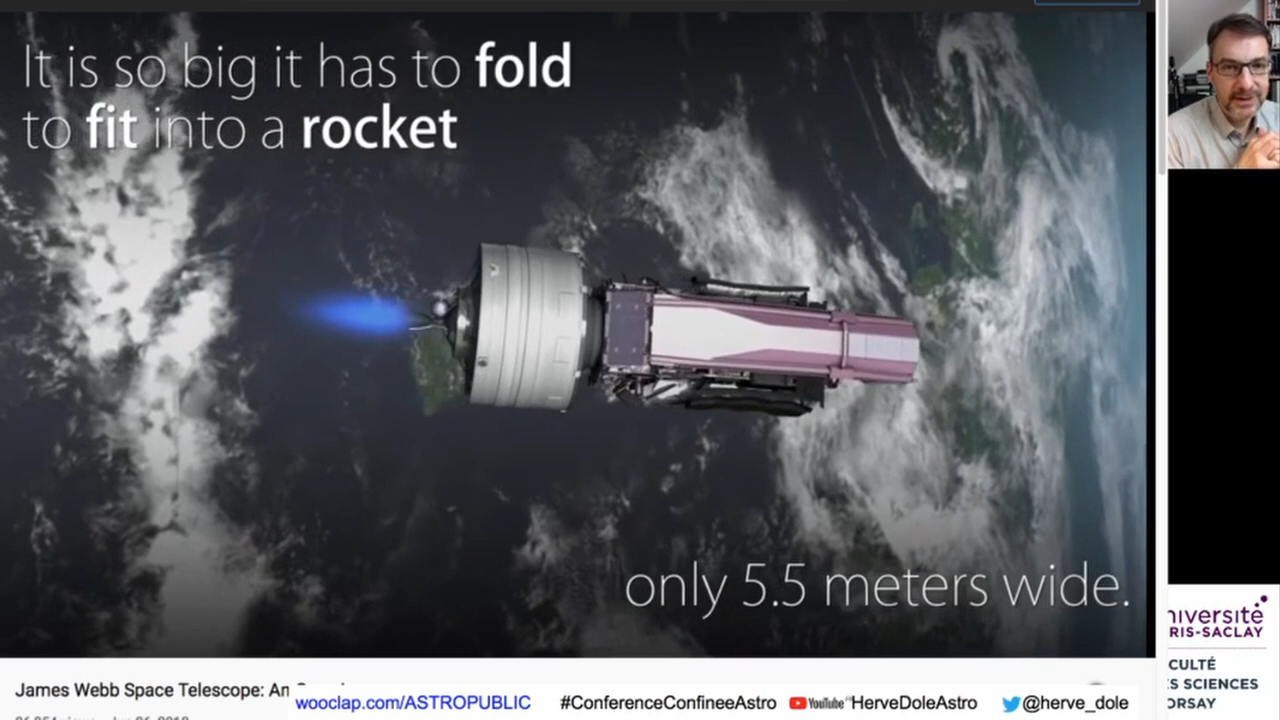 It is so big it has to fold
to fit into a rocket
only 5.5 meters wide.
James Webb Space Telescope: An
wooclap.com/ASTROPUBLIC #ConferenceConfineeAstro YouTube HerveDoleAstro @herve_dole
niversité
RIS-SACLAY
CULTÉ
S SCIENCES
ORSAY